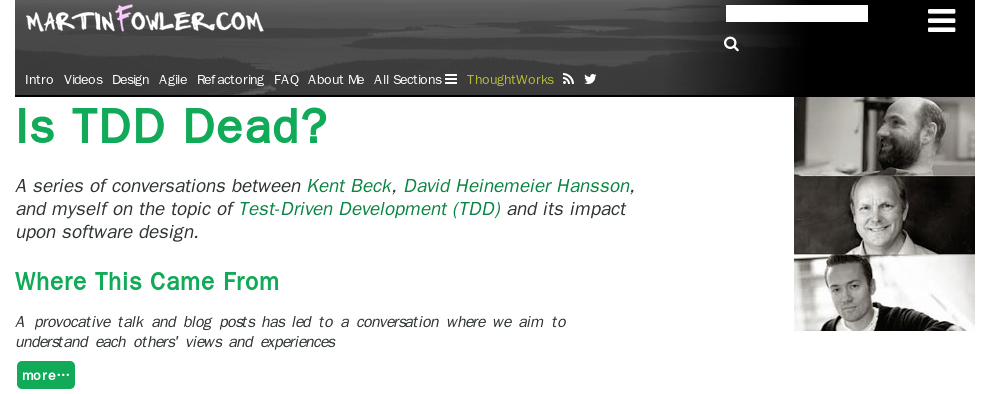 MARTINFOWLER.COM
Intro Videos Design Agile Refactoring FAQ About Me All Sections ThoughtWorks
Is TDD Dead?
A series of conversations between Kent Beck, David Heinemeier Hansson,
and myself on the topic of Test-Driven Development (TDD) and its impact
upon software design.
Where This Came From
A provocative talk and blog posts has led to a conversation where we aim to
understand each others' views and experiences
more···